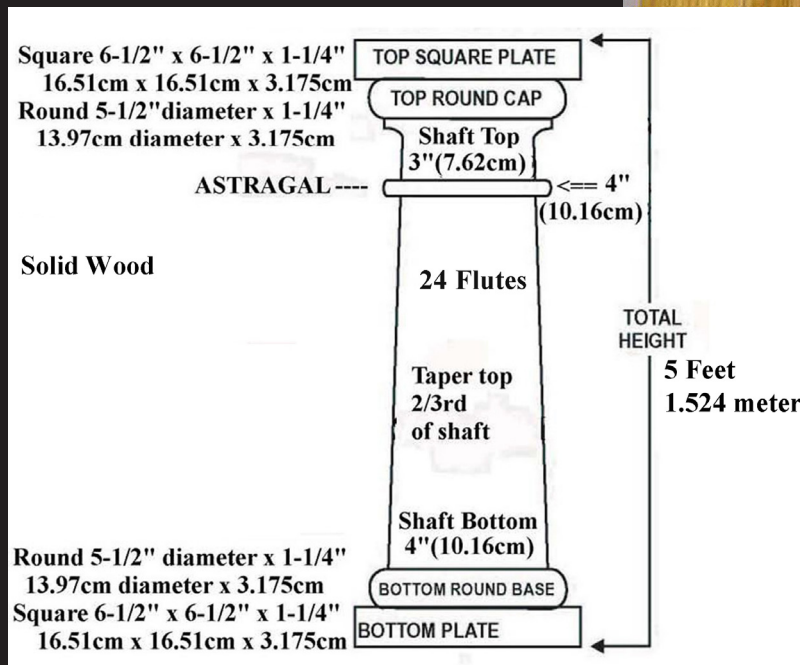 Square 6-1/2" x 6-1/2" x 1-1/4"
16.51cm x 16.51cm x 3.175cm
Round 5-1/2"diameter x 1-1/4"
13.97cm diameter x 3.175cm
TOP SQUARE PLATE
TOP ROUND CAP
Shaft Top
3"(7.62cm)
ASTRAGAL----
<== 4"
(10.16cm)
Solid Wood
24 Flutes
TOTAL
HEIGHT
5 Feet
1.524 meter
Taper top
2/3rd
of shaft
Shaft Bottom
4"(10.16cm)
Round 5-1/2" diameter x 1-1/4"
13.97cm diameter x 3.175cm
Square 6-1/2" x 6-1/2" x 1-1/4"
16.51cm x 16.51cm x 3.175cm
BOTTOM ROUND BASE
BOTTOM PLATE